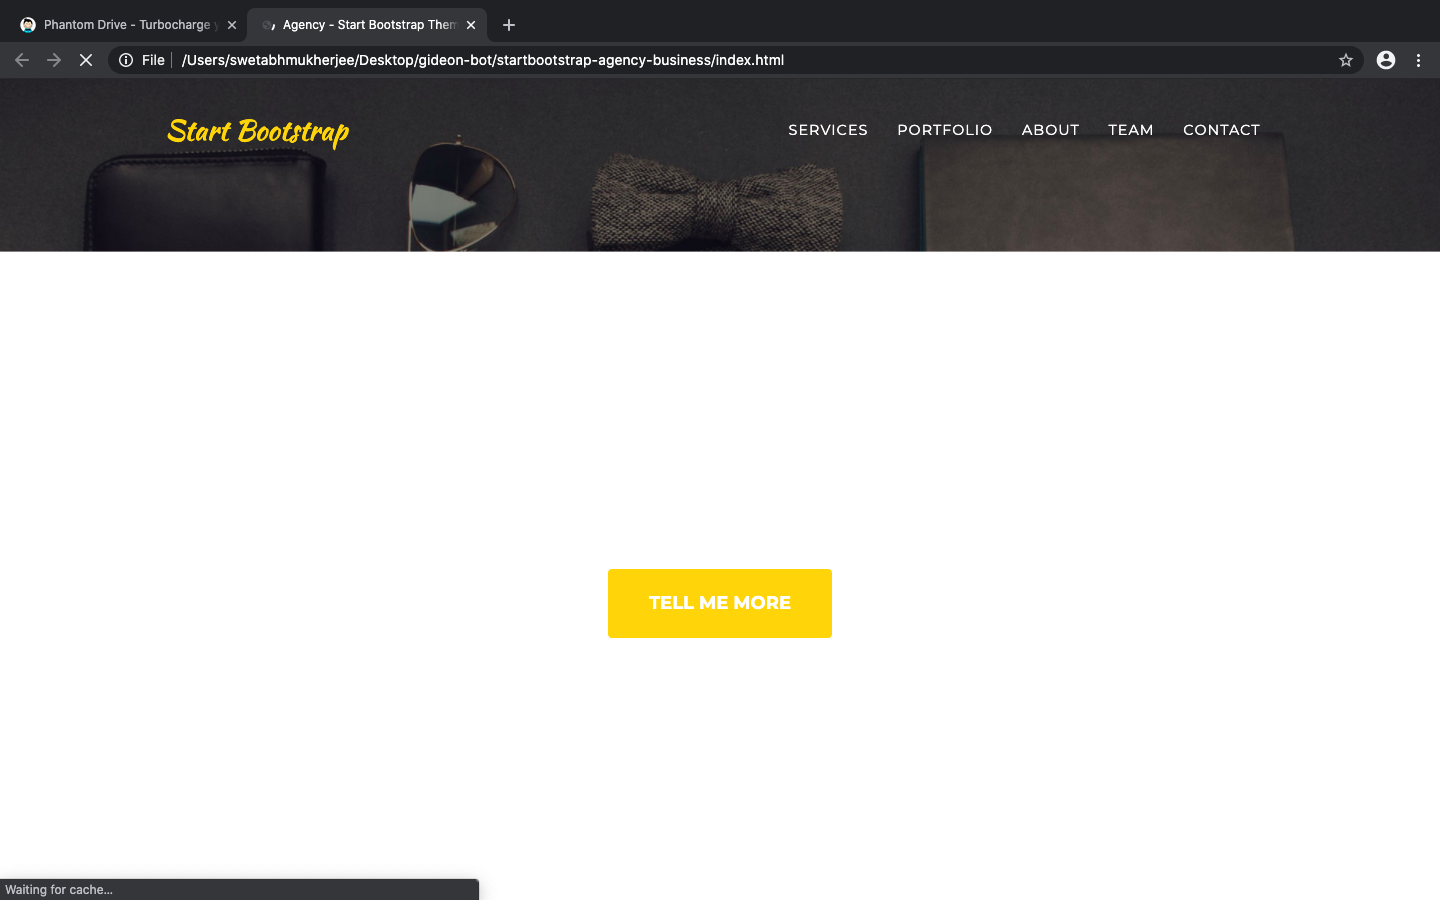 Phantom Drive - Turbocharge
Agency - Start Bootstrap Them
File
/Users/swetabhmukherjee/Desktop/gideon-bot/startbootstrap-agency-business/index.html
Start Bootstrap
SERVICES PORTFOLIO ABOUT TEAM CONTACT
TELL ME MORE
Waiting for cache...